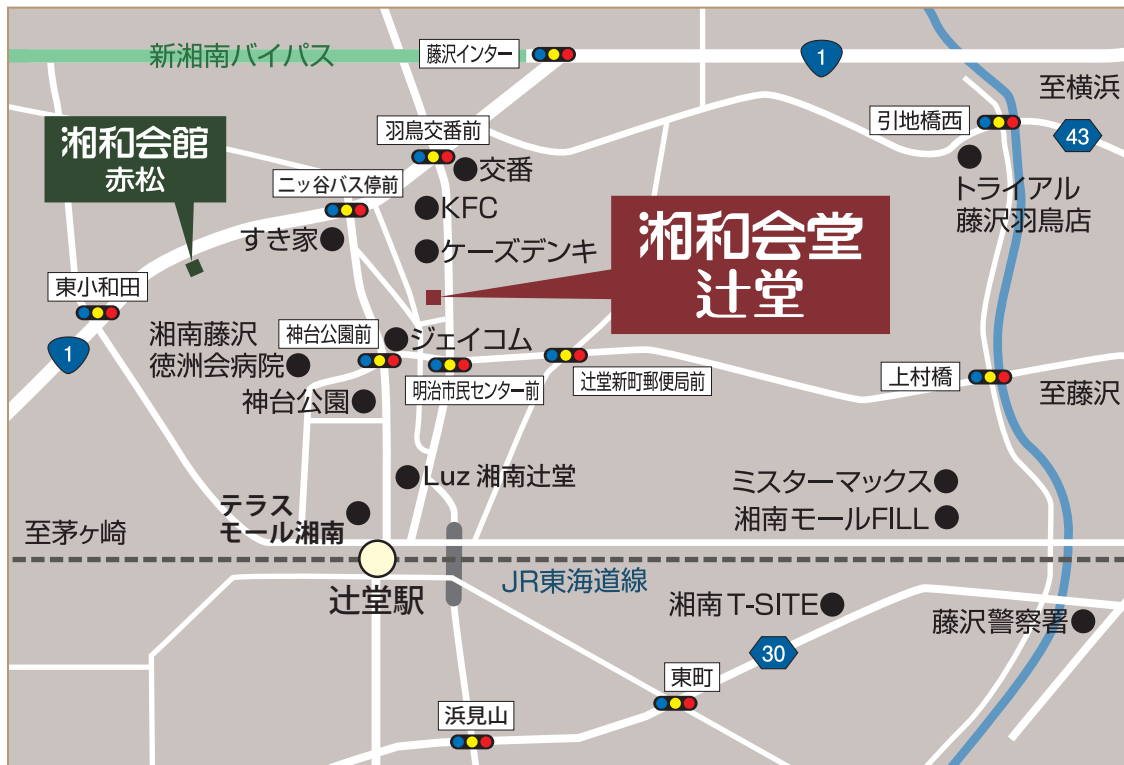 新湘南バイパス
藤沢インター
1
至横浜
引地橋西
43
湘和会館
赤松
羽鳥交番前
交番
トライアル
藤沢羽鳥店
二ッ谷バス停前
KFC
すき家
ケーズデンキ
湘和会堂
辻堂
東小和田
1
湘南藤沢
徳洲会病院
神台公園前
ジェイコム
明治市民センター前
辻堂新町郵便局前
上村橋
至藤沢
神台公園
Luz 湘南辻堂
ミスターマックス
湘南モールFILL
テラス
モール湘南
至茅ヶ崎
JR東海道線
辻堂駅
湘南 T-SITE
藤沢警察署
30
東町
浜見山